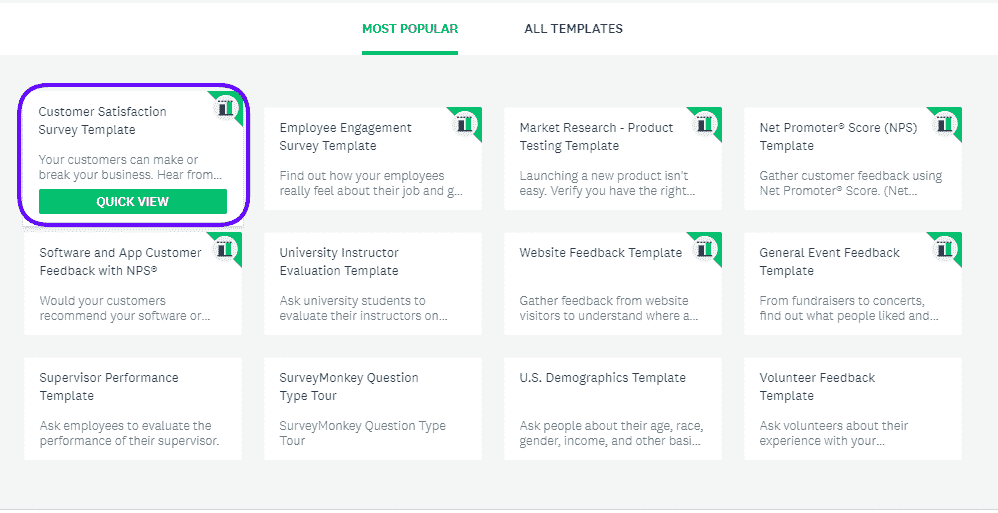 MOST POPULAR
ALL TEMPLATES
Customer Satisfaction
Survey Template
Your customers can make or
break your business. Hear from...
QUICK VIEW
Employee Engagement
Survey Template
Find out how your employees
really feel about their job and g...
Market Research - Product
Testing Template
Launching a new product isn't
easy. Verify you have the right...
Net Promoter® Score (NPS)
Template
Gather customer feedback using
Net Promoter® Score. (Net...
Software and App Customer
Feedback with NPS®
Would your customers
recommend your software or...
University Instructor
Evaluation Template
Ask university students to
evaluate their instructors on...
Website Feedback Template
Gather feedback from website
visitors to understand where a...
General Event Feedback
Template
From fundraisers to concerts,
find out what people liked and...
Supervisor Performance
Template
Ask employees to evaluate the
performance of their supervisor.
SurveyMonkey Question
Type Tour
SurveyMonkey Question Type
Tour
U.S. Demographics Template
Ask people about their age, race,
gender, income, and other basi...
Volunteer Feedback
Template
Ask volunteers about their
experience with your...